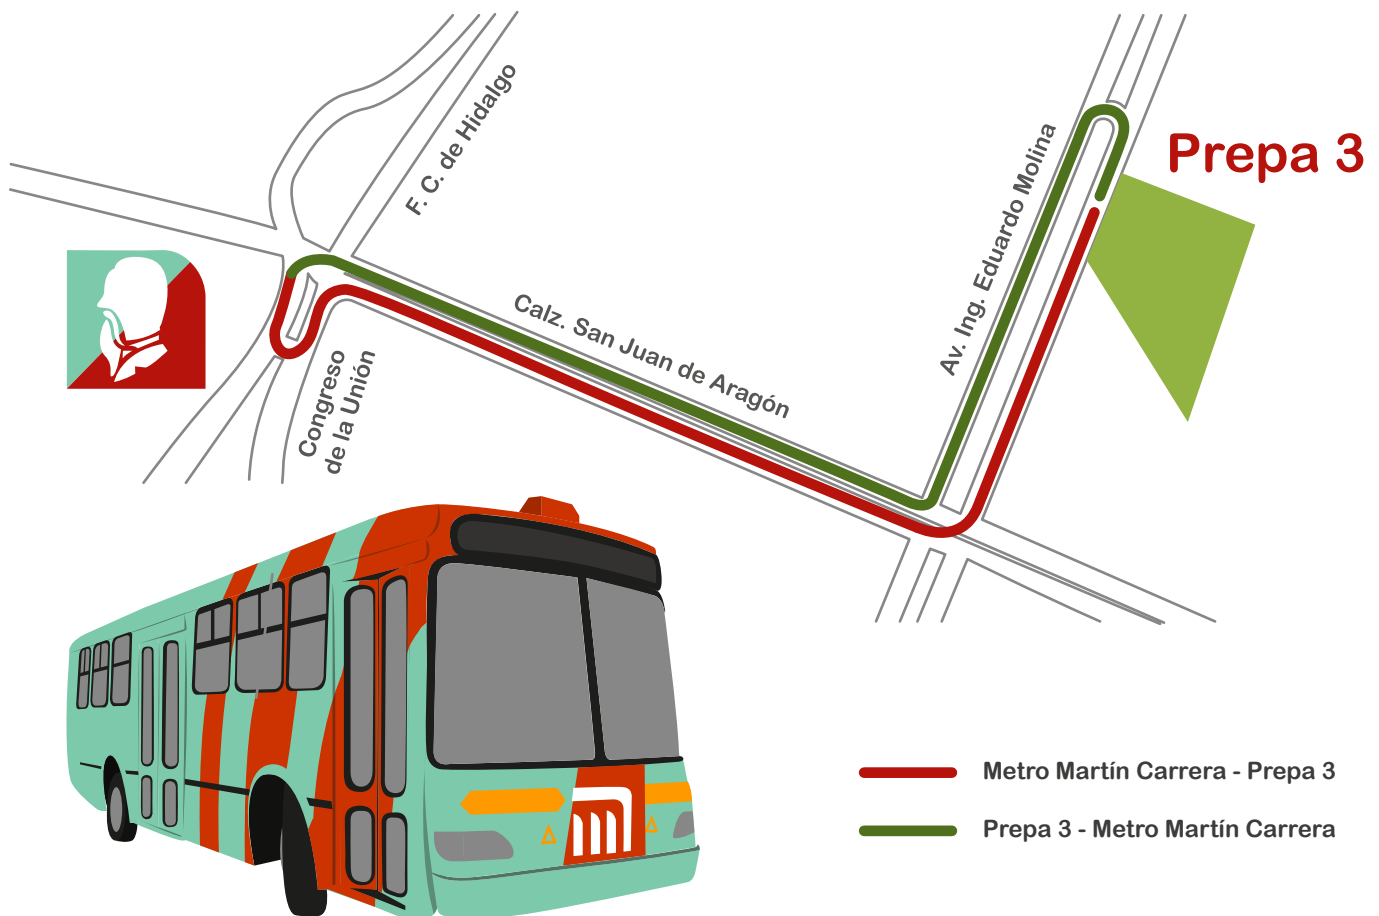 F. C. de Hidalgo
Prepa 3
Av. Ing. Eduardo Molina
Calz. San Juan de Aragón
Congreso
de la Unión
Metro Martín Carrera - Prepa 3
Prepa 3 - Metro Martín Carrera